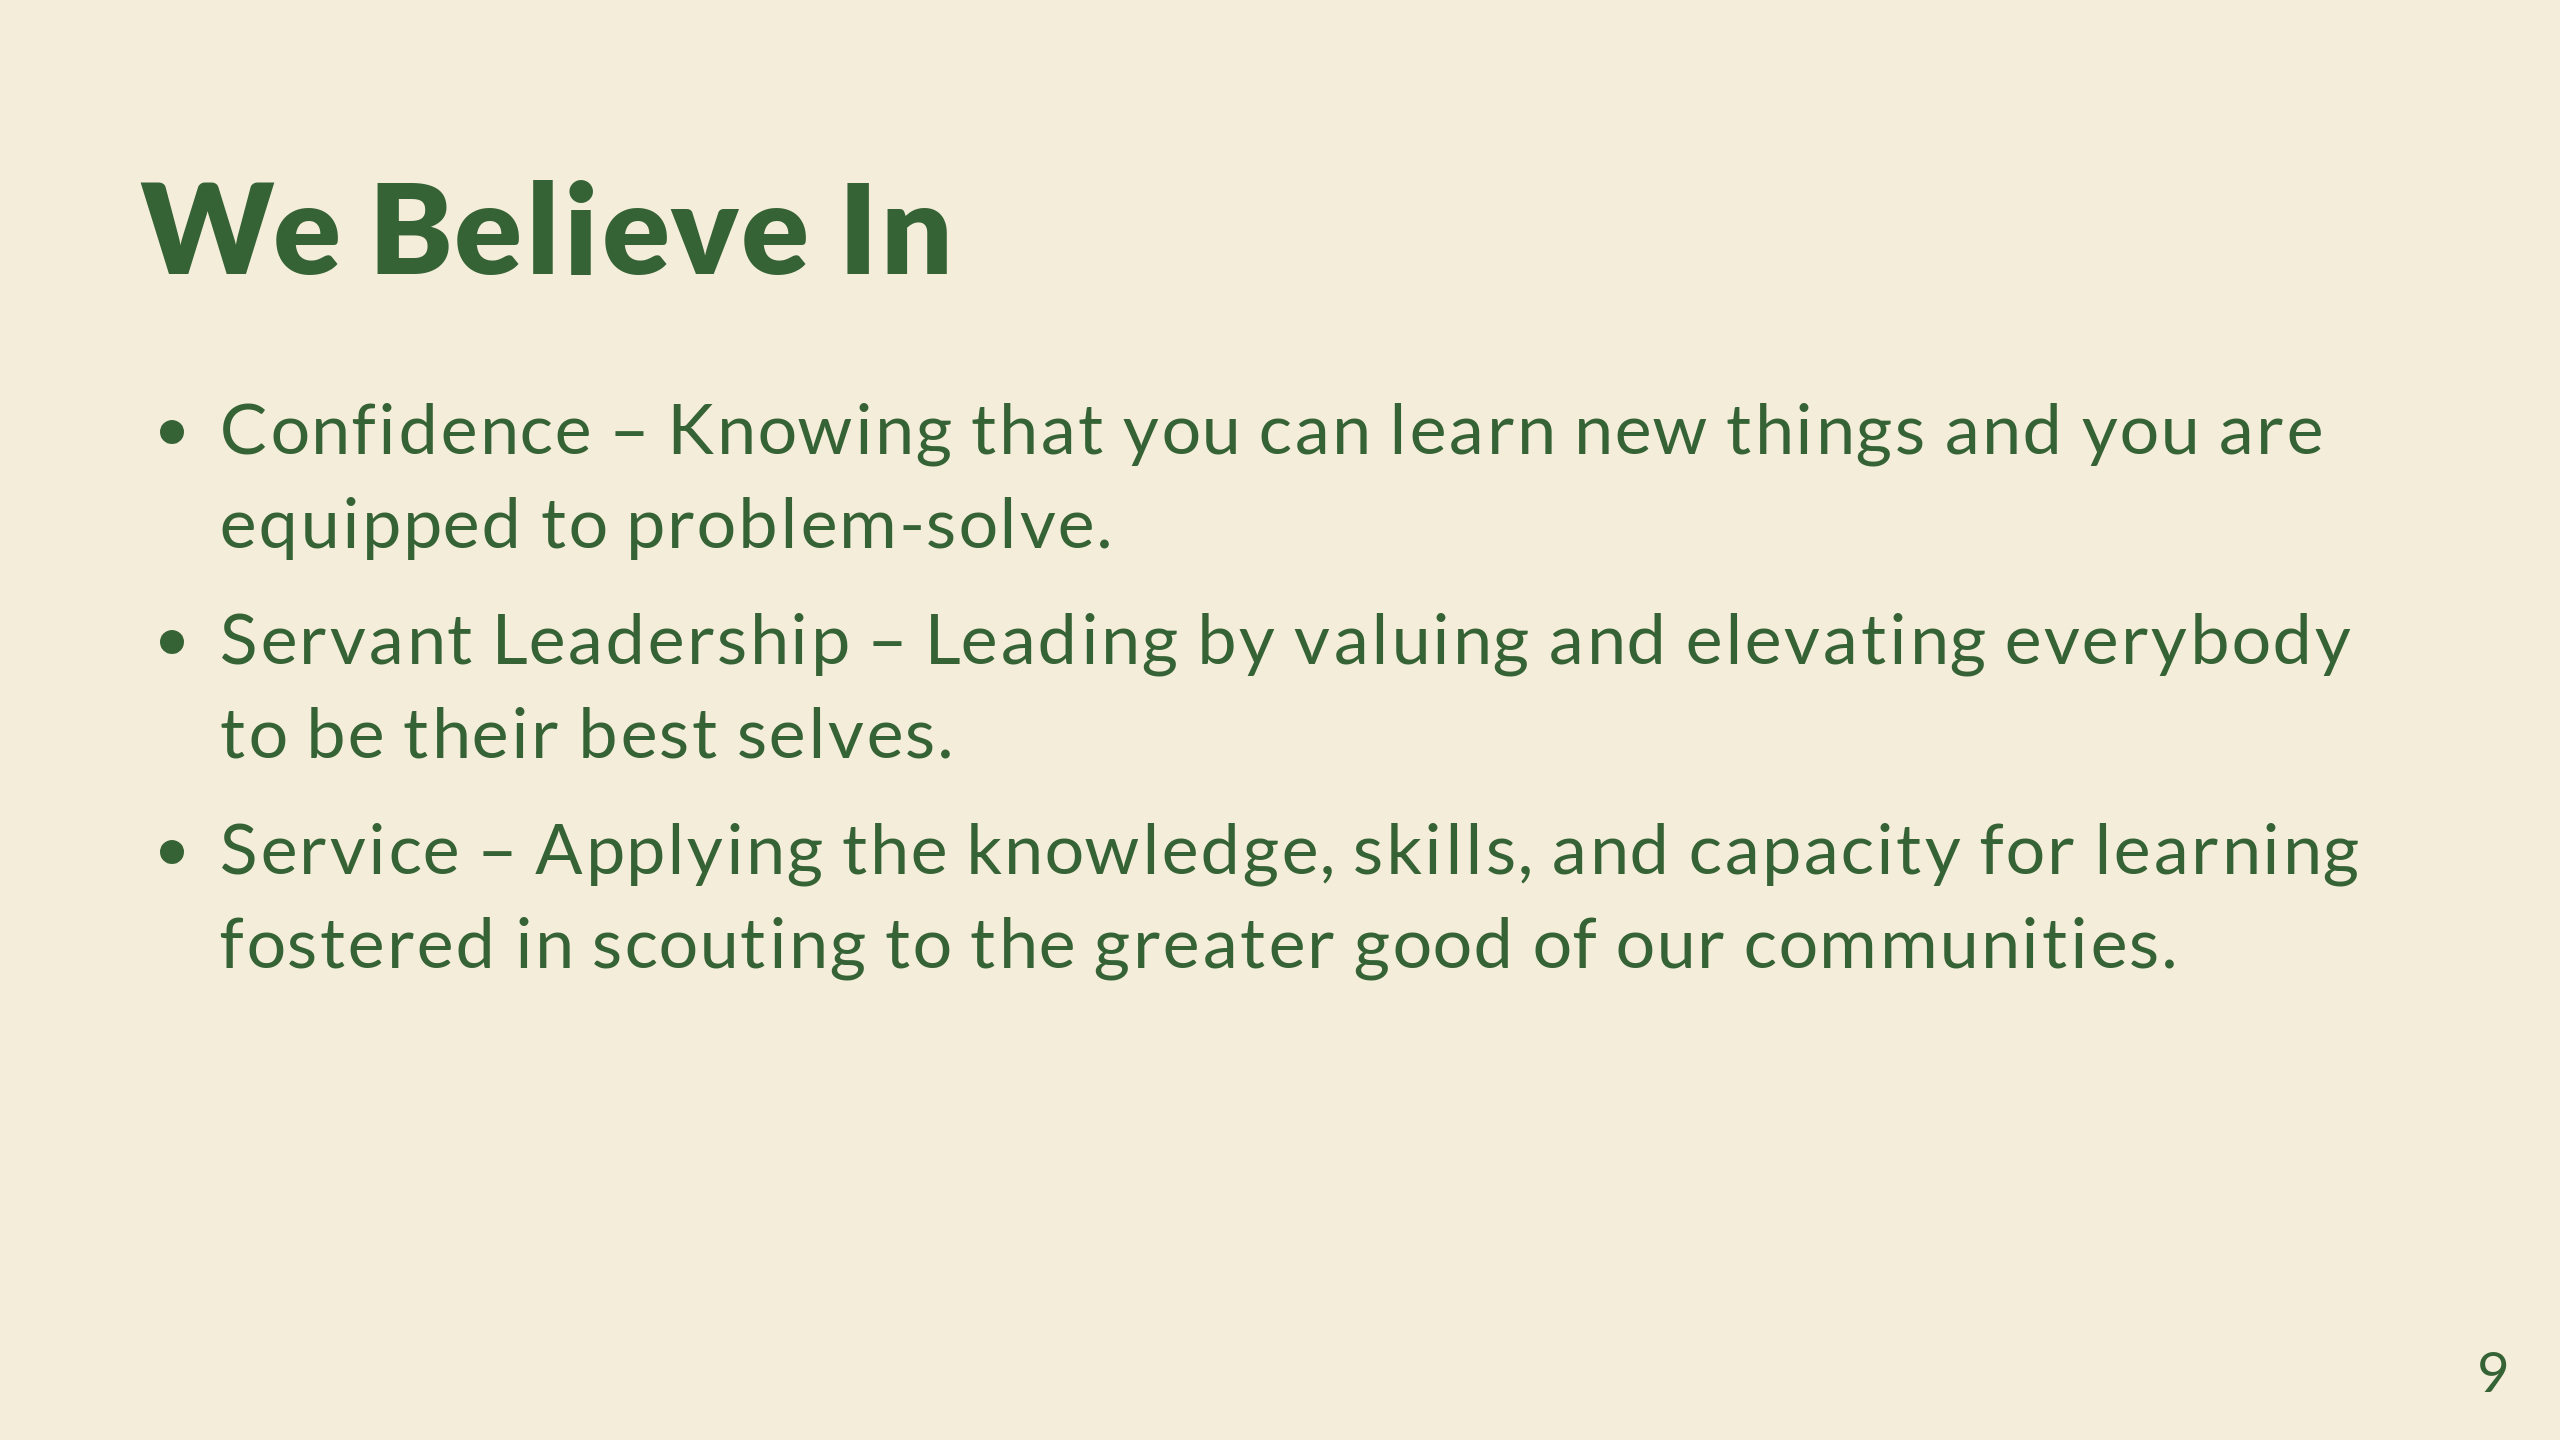 We Believe In
• Confidence – Knowing that you can learn new things and you are
equipped to problem-solve.
• Servant Leadership – Leading by valuing and elevating everybody
to be their best selves.
• Service – Applying the knowledge, skills, and capacity for learning
fostered in scouting to the greater good of our communities.
9